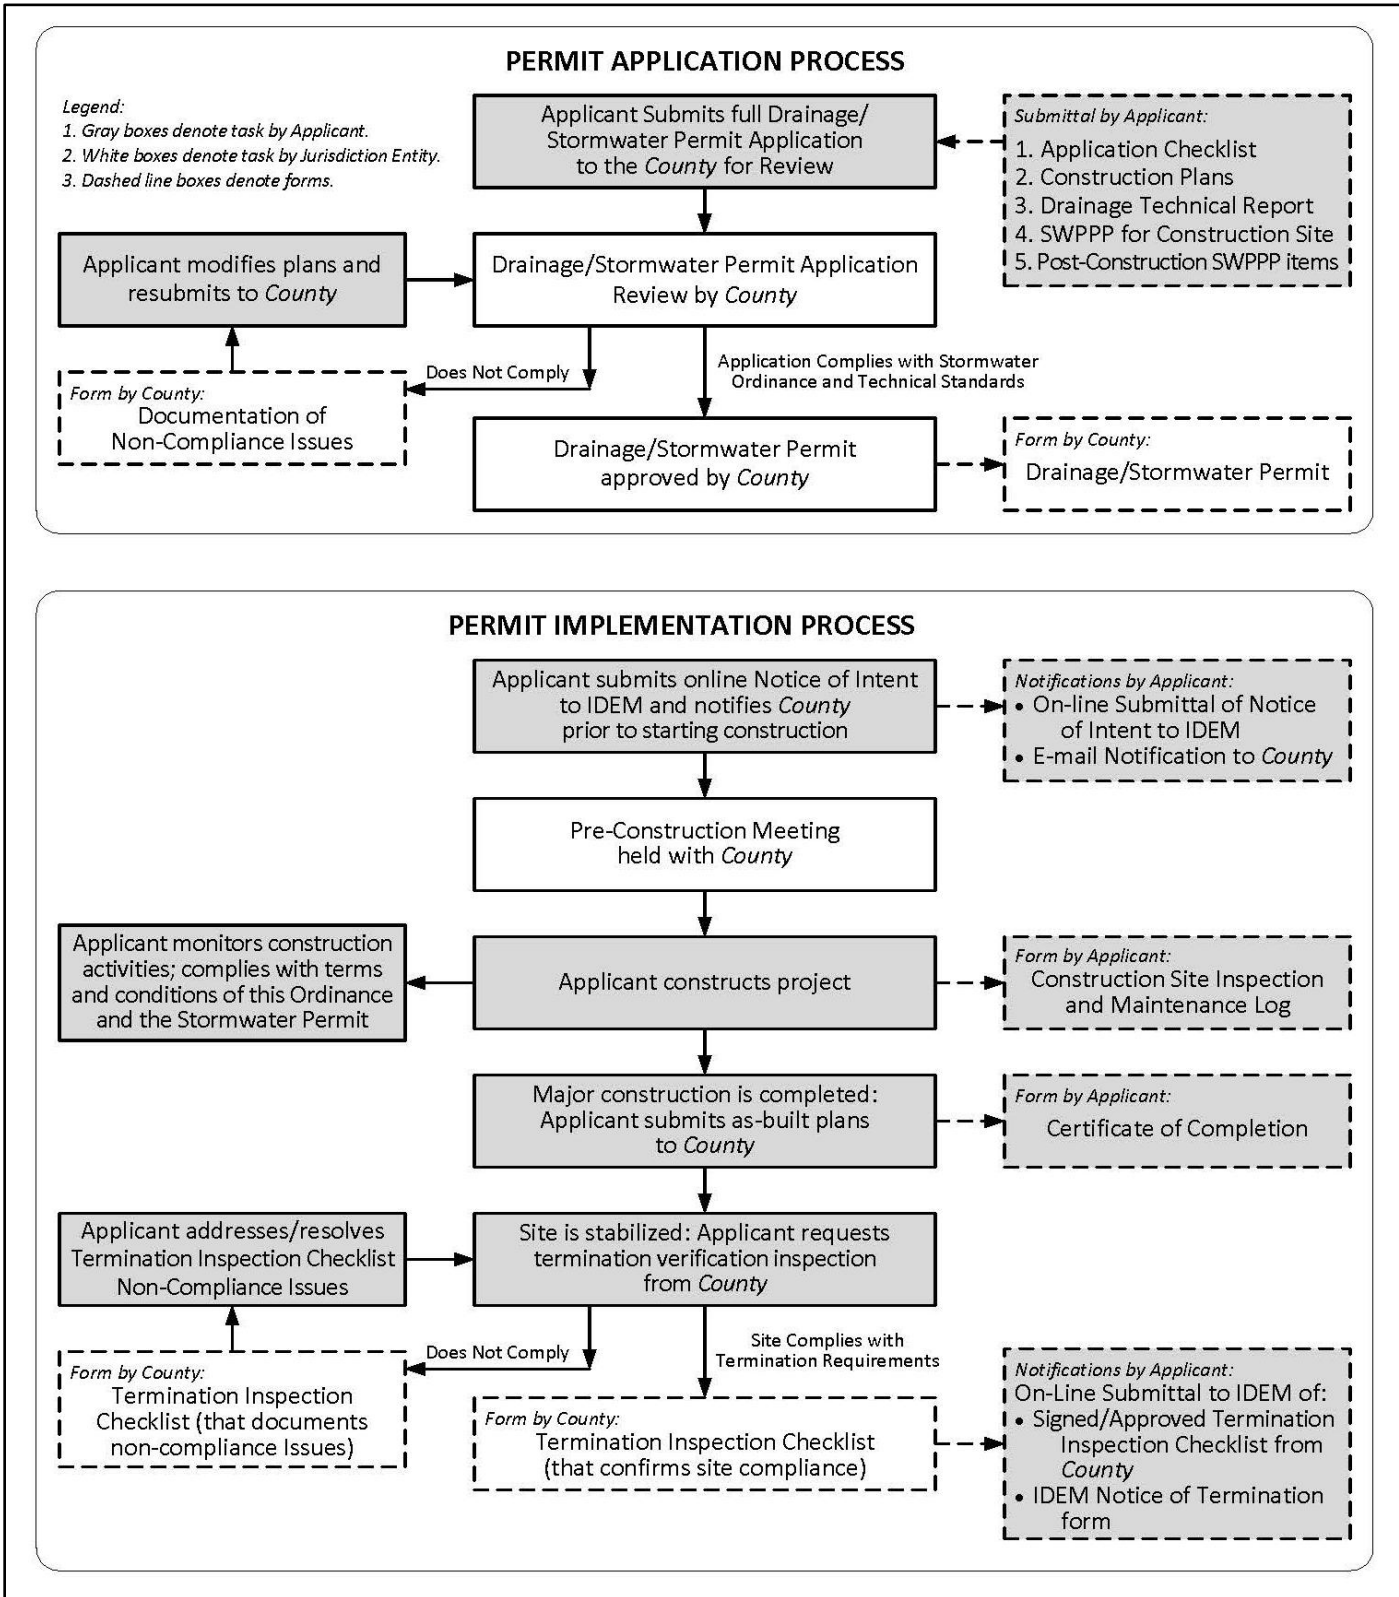 PERMIT APPLICATION PROCESS
Legend:
1. Gray boxes denote task by Applicant.
2. White boxes denote task by Jurisdiction Entity.
3. Dashed line boxes denote forms.
Applicant Submits full Drainage/
Stormwater Permit Application
to the County for Review
Submittal by Applicant:
1. Application Checklist
2. Construction Plans
3. Drainage Technical Report
4. SWPPP for Construction Site
5. Post-Construction SWPPP items
Applicant modifies plans and
resubmits to County
Drainage/Stormwater Permit Application
Review by County
Does Not Comply
Application Complies with Stormwater
Ordinance and Technical Standards
Form by County:
Documentation of
Non-Compliance Issues
Drainage/Stormwater Permit
approved by County
Form by County:
Drainage/Stormwater Permit
PERMIT IMPLEMENTATION PROCESS
Applicant submits online Notice of Intent
to IDEM and notifies County
prior to starting construction
Notifications by Applicant:
• On-line Submittal of Notice
of Intent to IDEM
• E-mail Notification to County
Pre-Construction Meeting
held with County
Applicant monitors construction
activities; complies with terms
and conditions of this Ordinance
and the Stormwater Permit
Applicant constructs project
Form by Applicant:
Construction Site Inspection
and Maintenance Log
Major construction is completed:
Applicant submits as-built plans
to County
Form by Applicant:
Certificate of Completion
Applicant addresses/resolves
Termination Inspection Checklist
Non-Compliance Issues
Site is stabilized: Applicant requests
termination verification inspection
from County
Does Not Comply
Site Complies with
Termination Requirements
Form by County:
Termination Inspection
Checklist (that documents
non-compliance Issues)
Form by County:
Termination Inspection Checklist
(that confirms site compliance)
Notifications by Applicant:
On-Line Submittal to IDEM of:
• Signed/Approved Termination
Inspection Checklist from
County
• IDEM Notice of Termination
form